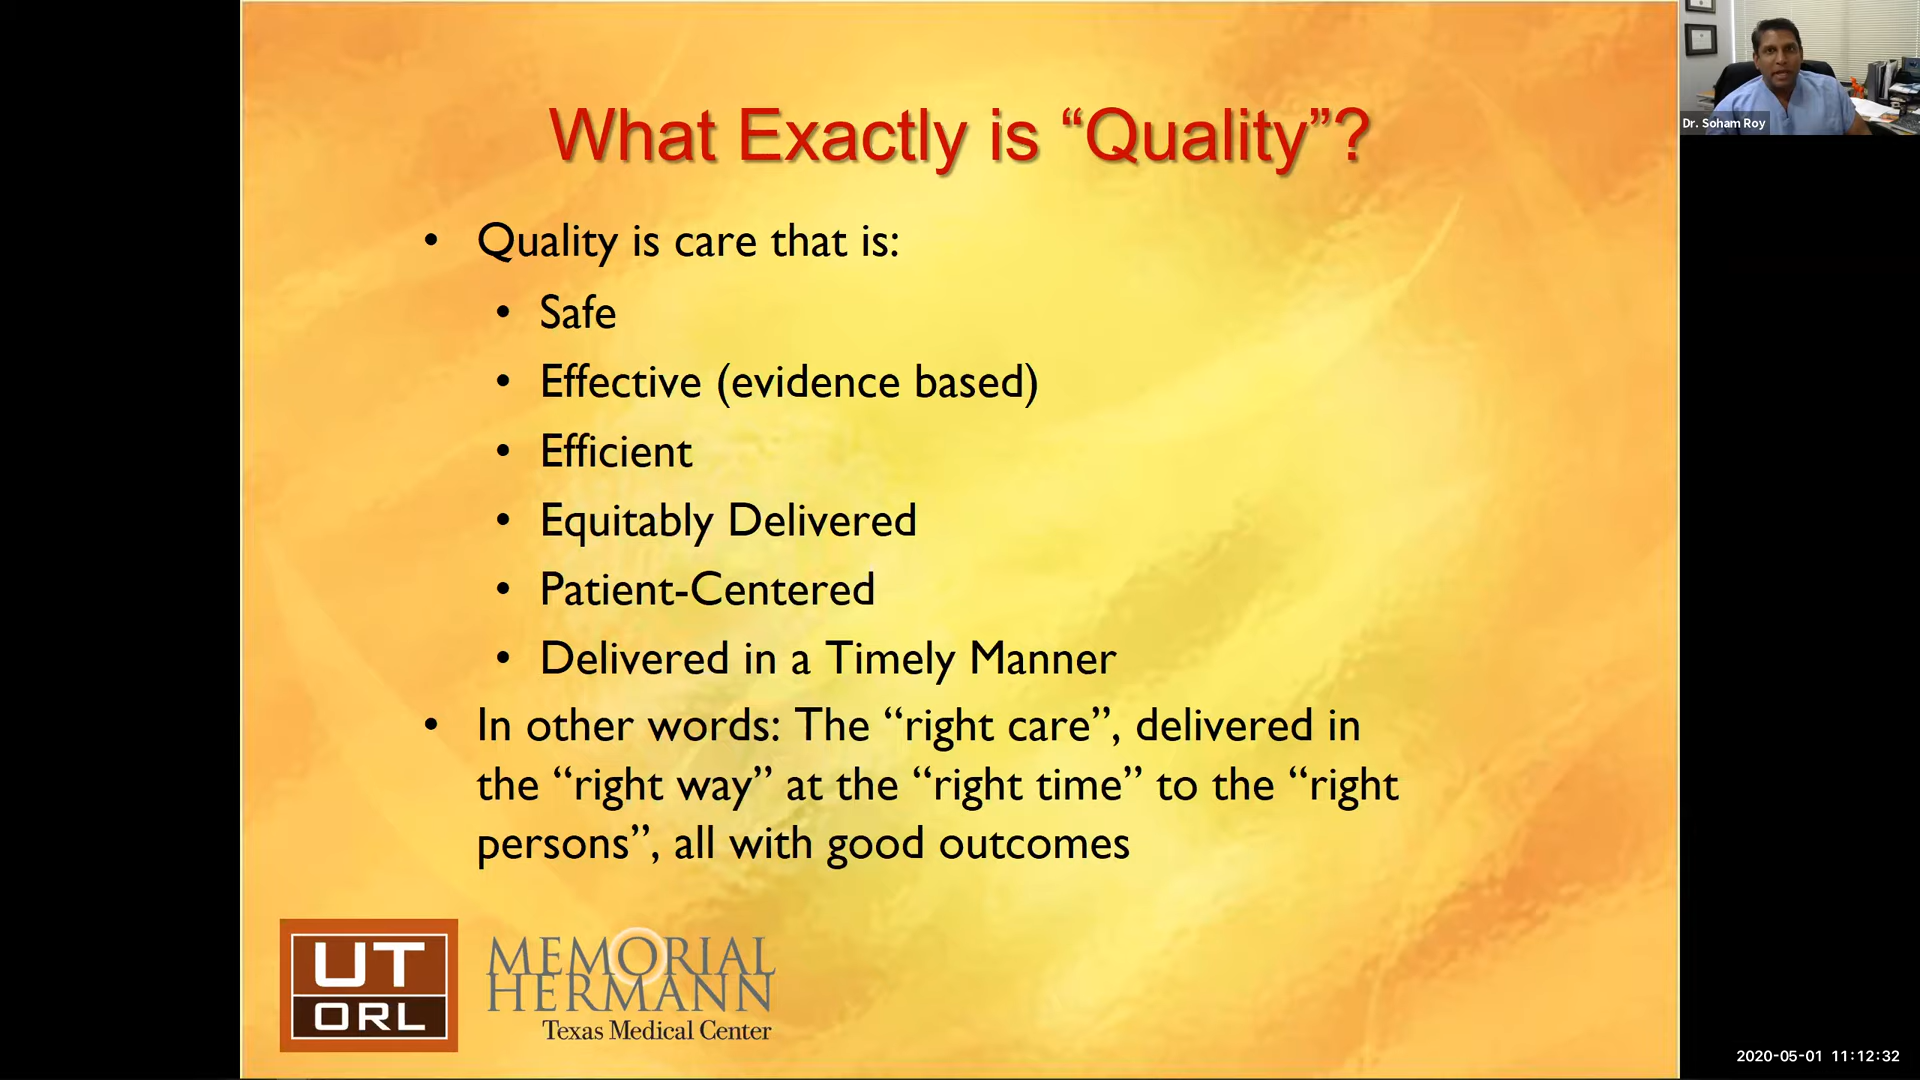 What Exactly is “Quality”?
• Quality is care that is:
• Safe
• Effective (evidence based)
• Efficient
• Equitably Delivered
• Patient-Centered
• Delivered in a Timely Manner
• In other words: The “right care”, delivered in
the “right way” at the “right time” to the “right
persons”, all with good outcomes
UT
ORL
MEMORIAL
HERMANN
Texas Medical Center
Dr. Soham Roy
2020-05-01 11:12:32